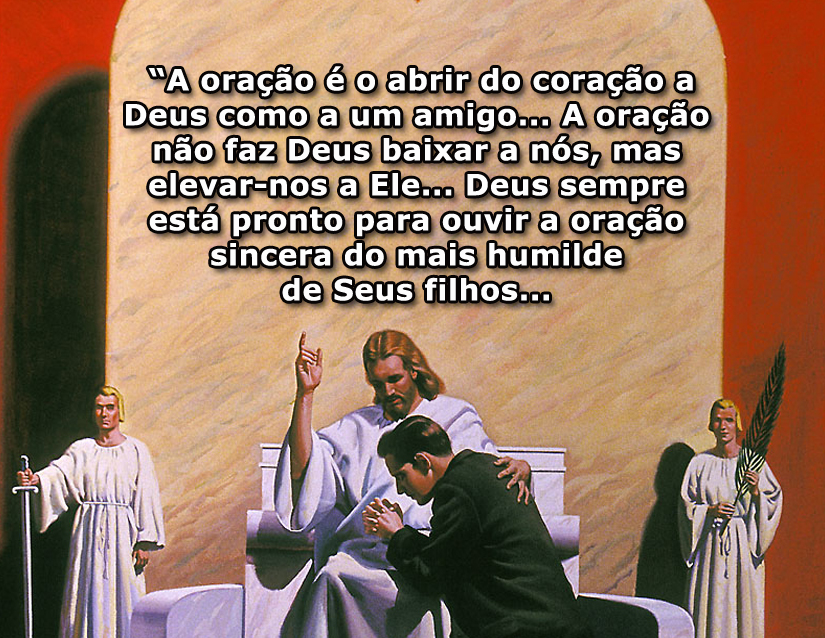 “A oração é o abrir do coração a
Deus como a um amigo... A oração
não faz Deus baixar a nós, mas
elevar-nos a Ele... Deus sempre
está pronto para ouvir a oração
sincera do mais humilde
de Seus filhos...